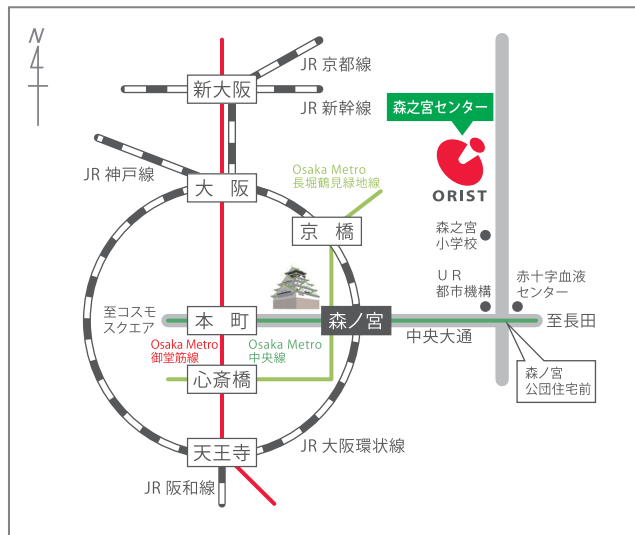 N
JR 京都線
新大阪
JR 新幹線
森之宮センター
JR 神戸線
大 阪
Osaka Metro
長堀鶴見緑地線
ORIST
京 橋
森之宮
小学校
UR
都市機構
赤十字血液
センター
至コスモ
スクエア
本 町
森ノ宮
中央大通
至長田
Osaka Metro
御堂筋線
Osaka Metro
中央線
心斎橋
森ノ宮
公団住宅前
天王寺
JR 大阪環状線
JR 阪和線